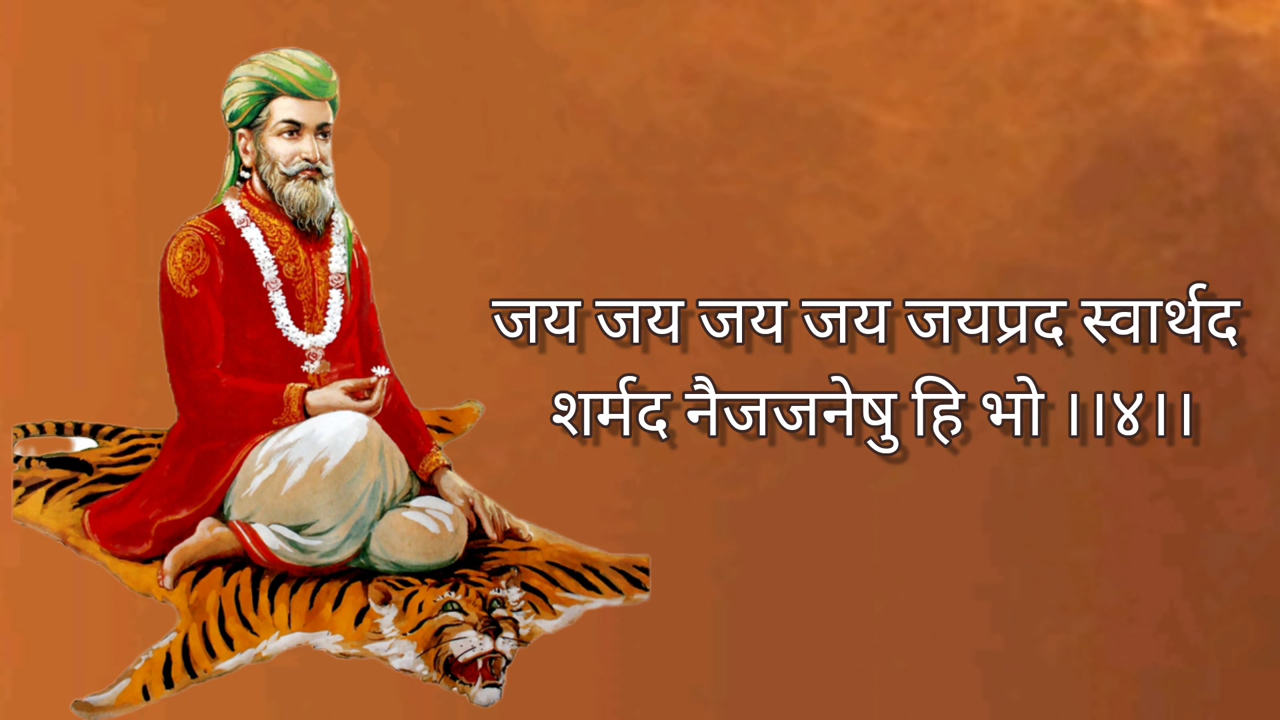 जय जय जय जय जयप्रद स्वार्थद
शर्मद नैजजनेषु हि भो ।।४।।